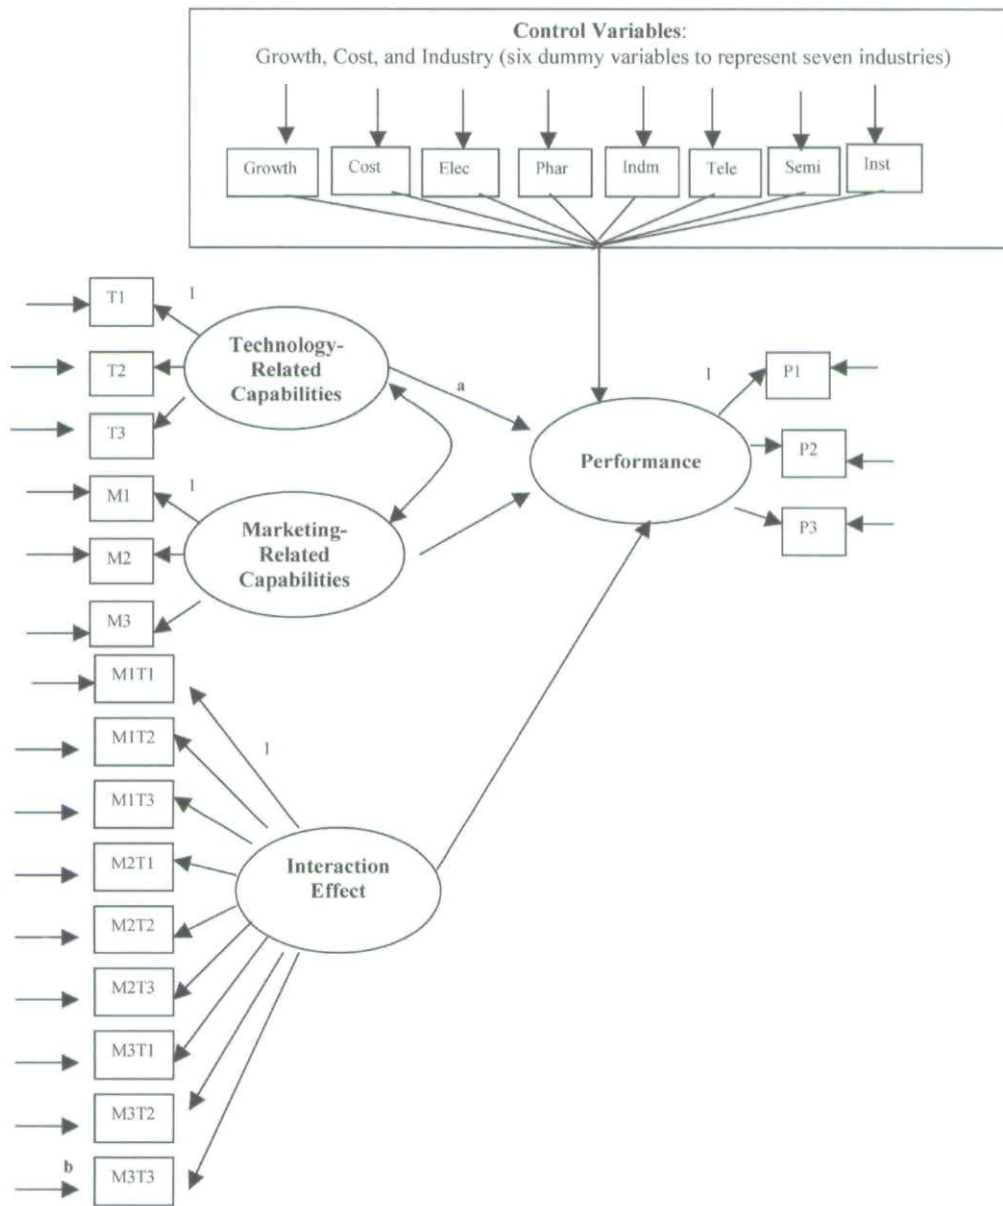 Control Variables:
Growth, Cost, and Industry (six dummy variables to represent seven industries)
Growth
Cost
Elec
Phar
Indm
Tele
Semi
Inst
T1
1
T2
T3
Technology-
Related
Capabilities
a
M1
1
M2
M3
Marketing-
Related
Capabilities
Performance
1
P1
P2
P3
M1T1
1
M1T2
M1T3
M2T1
M2T2
M2T3
M3T1
M3T2
b
M3T3
Interaction
Effect